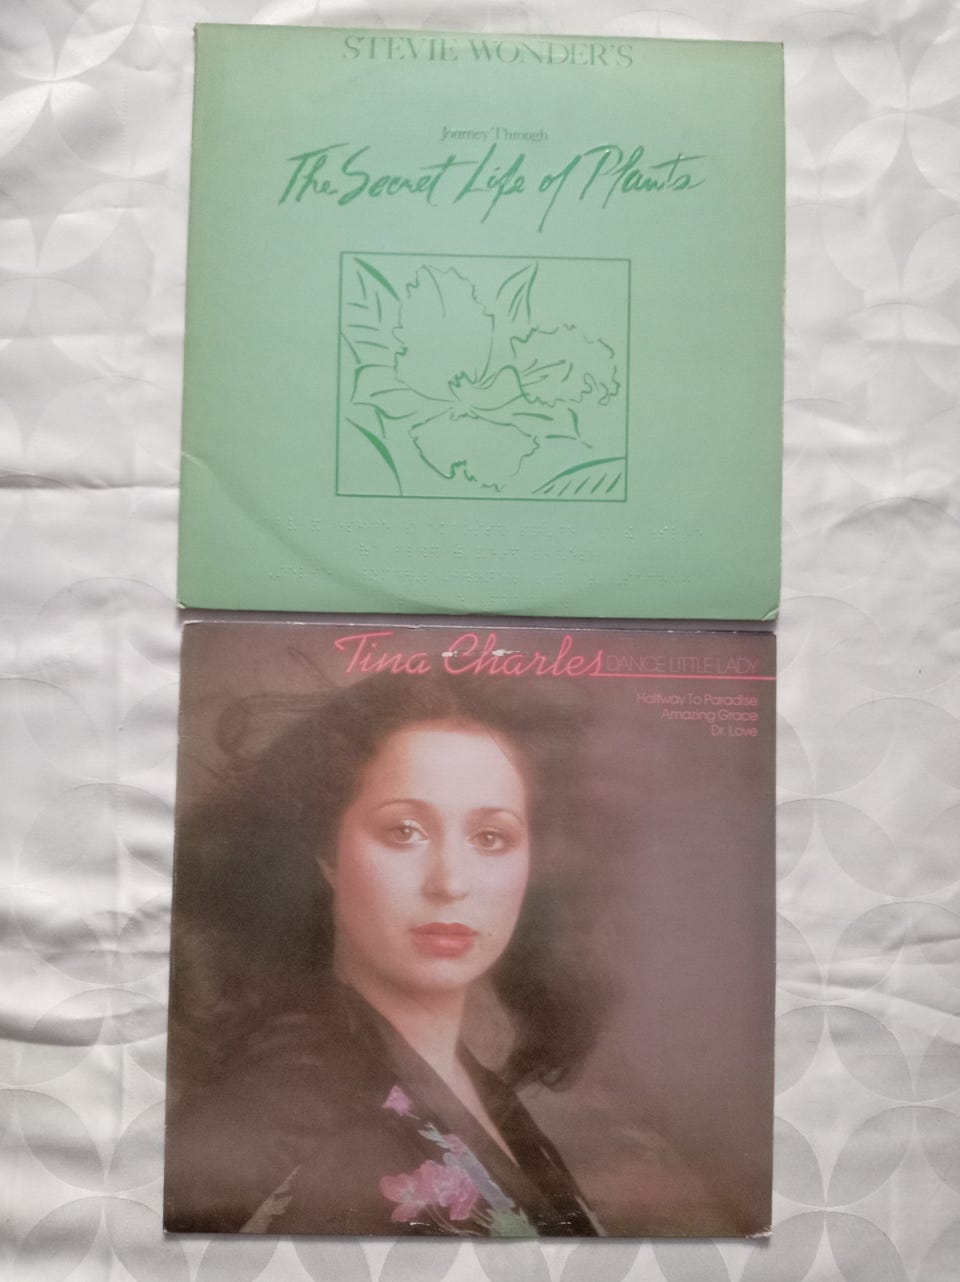 STEVIE WONDER'S
Journey Through
The Secret Life of Plants
Tina Charles DANCE LITTLE LADY
Halfway To Paradise
Amazing Grace
Dr. Love